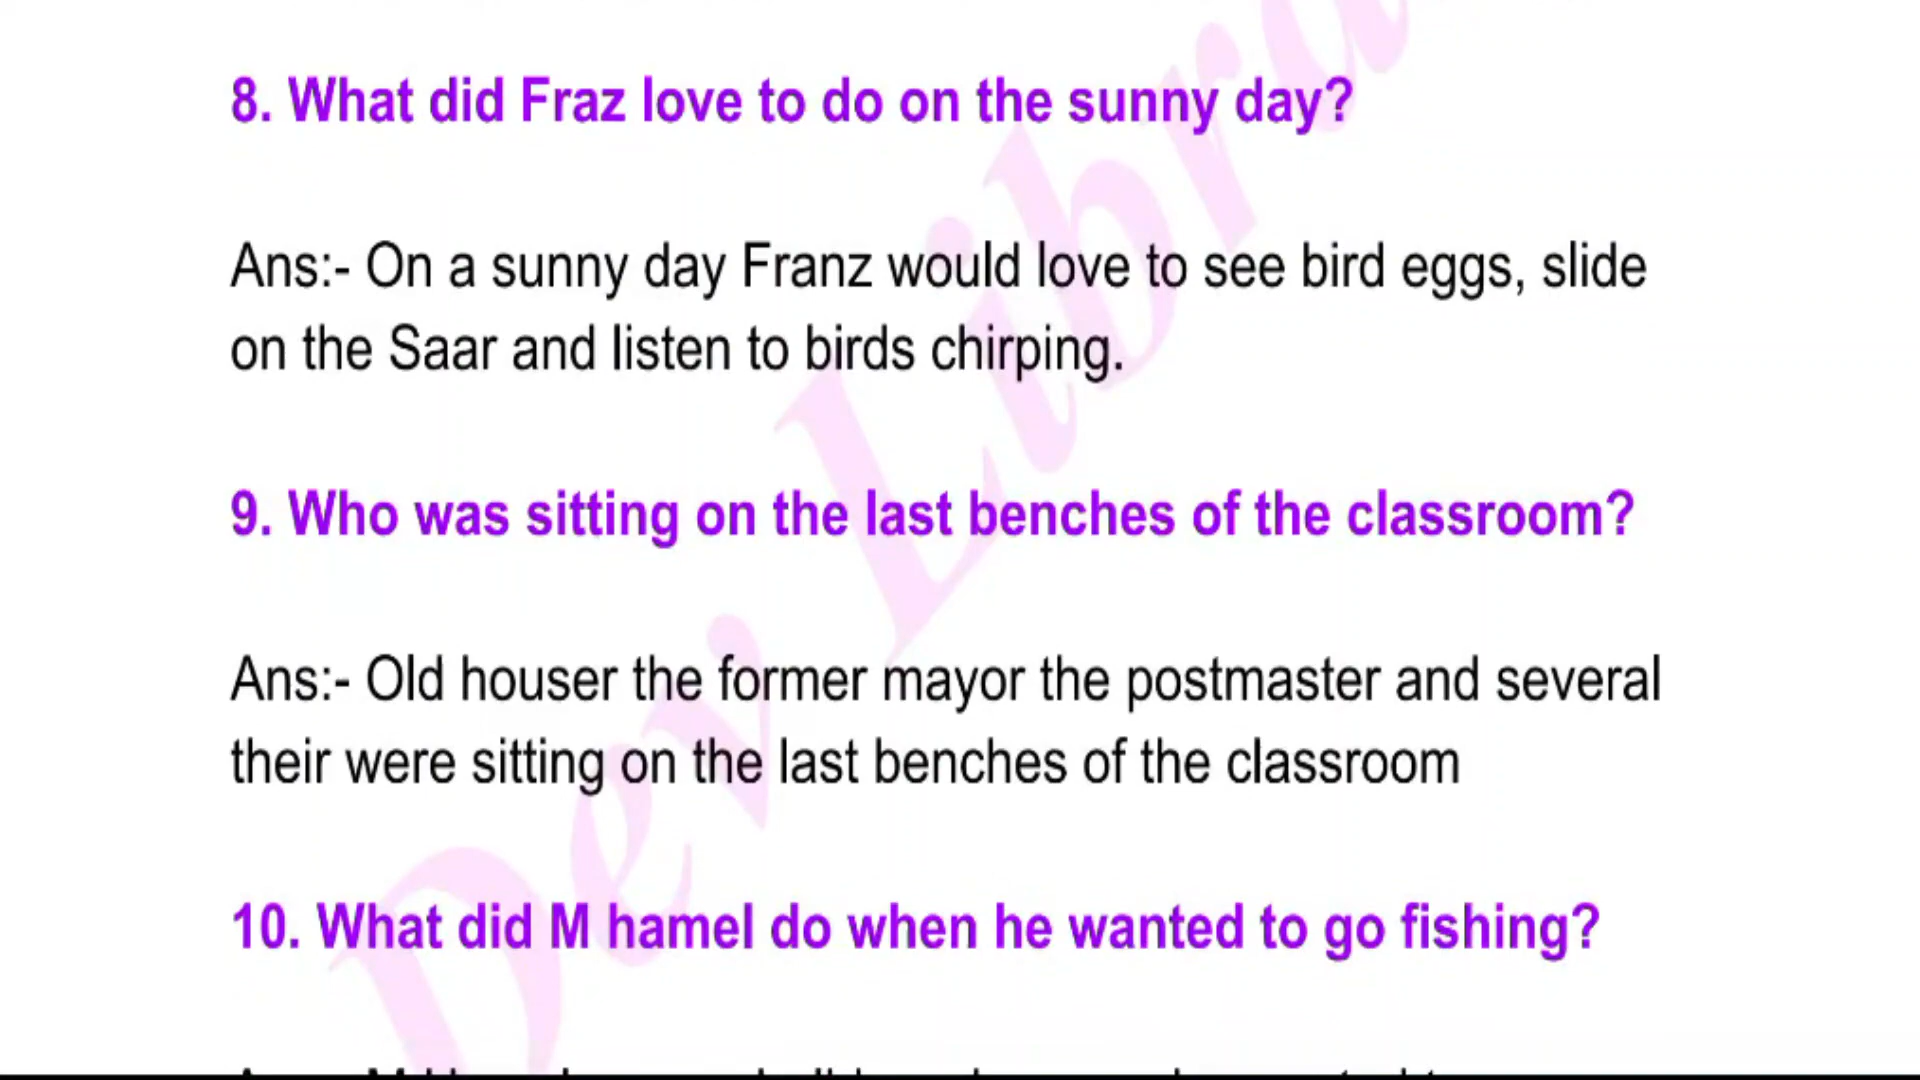 8. What did Fraz love to do on the sunny day?
Ans:- On a sunny day Franz would love to see bird eggs, slide
on the Saar and listen to birds chirping.
9. Who was sitting on the last benches of the classroom?
Ans:- Old houser the former mayor the postmaster and several
their were sitting on the last benches of the classroom
10. What did M hamel do when he wanted to go fishing?
Dev Libra